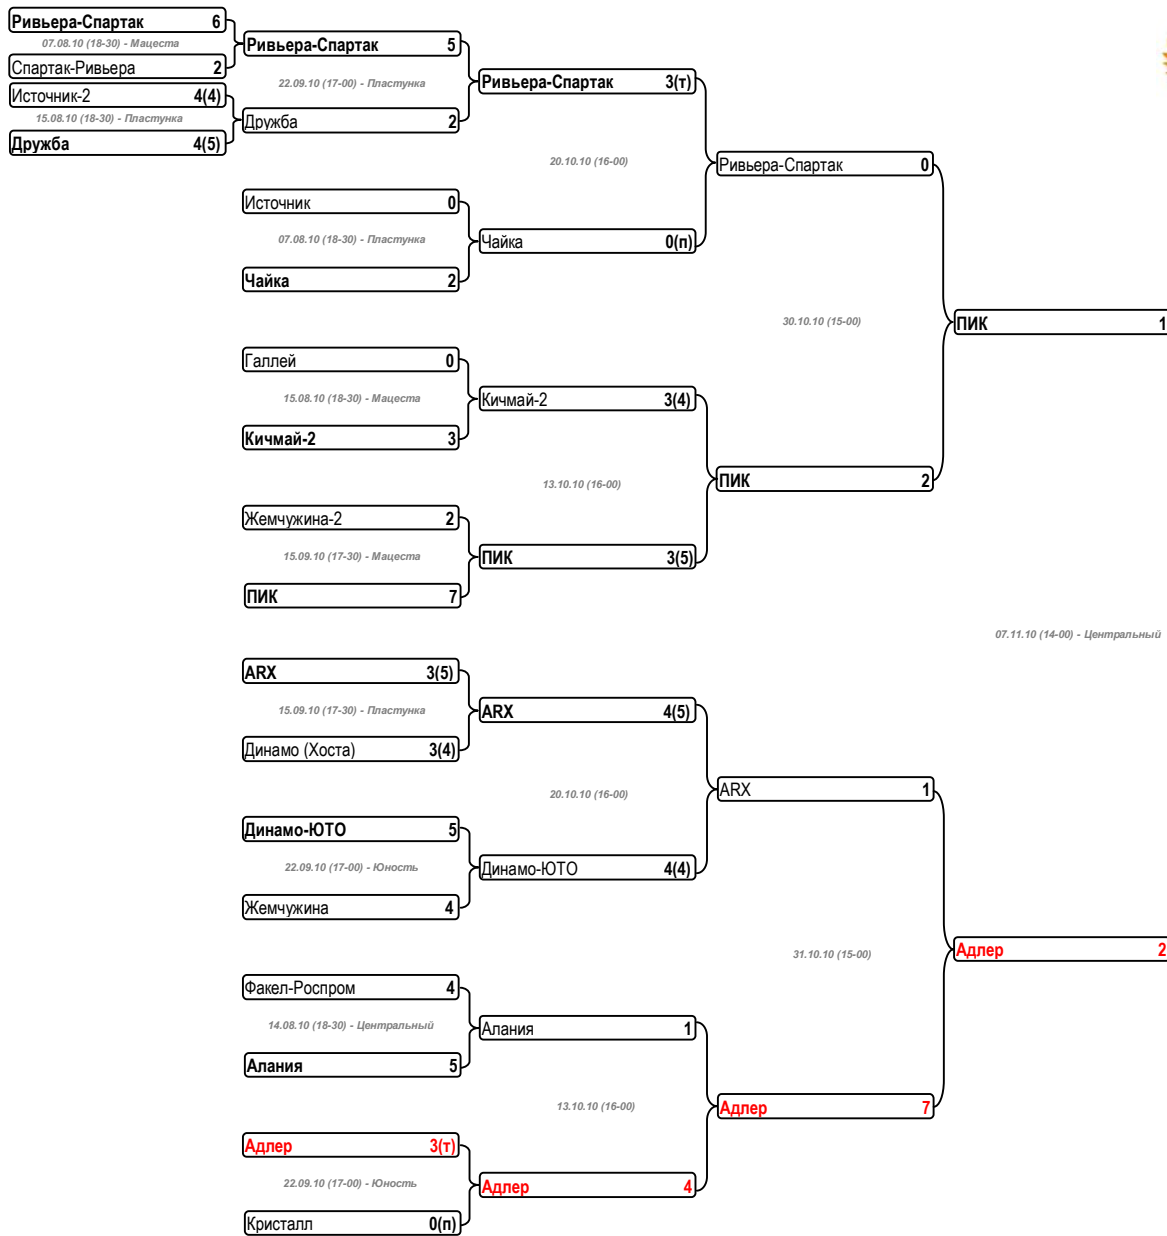 Ривьера-Спартак 6
07.08.10 (18-30) - Мацеста
Спартак-Ривьера 2
Источник-2 4(4)
15.08.10 (18-30) - Пластунка
Дружба 4(5)
Ривьера-Спартак 5
22.09.10 (17-00) - Пластунка
Дружба 2
Источник 0
07.08.10 (18-30) - Пластунка
Чайка 2
Галлей 0
15.08.10 (18-30) - Мацеста
Кичмай-2 3
Жемчужина-2 2
15.09.10 (17-30) - Мацеста
ПИК 7
ARX 3(5)
15.09.10 (17-30) - Пластунка
Динамо (Хоста) 3(4)
Динамо-ЮТО 5
22.09.10 (17-00) - Юность
Жемчужина 4
Факел-Роспром 4
14.08.10 (18-30) - Центральный
Алания 5
Адлер 3(т)
22.09.10 (17-00) - Юность
Кристалл 0(п)
Ривьера-Спартак 3(т)
20.10.10 (16-00)
Чайка 0(п)
Кичмай-2 3(4)
13.10.10 (16-00)
ПИК 3(5)
ARX 4(5)
20.10.10 (16-00)
Динамо-ЮТО 4(4)
Алания 1
13.10.10 (16-00)
Адлер 4
Ривьера-Спартак 0
30.10.10 (15-00)
ПИК 2
ARX 1
31.10.10 (15-00)
Адлер 7
ПИК 1
07.11.10 (14-00) - Центральный
Адлер 2